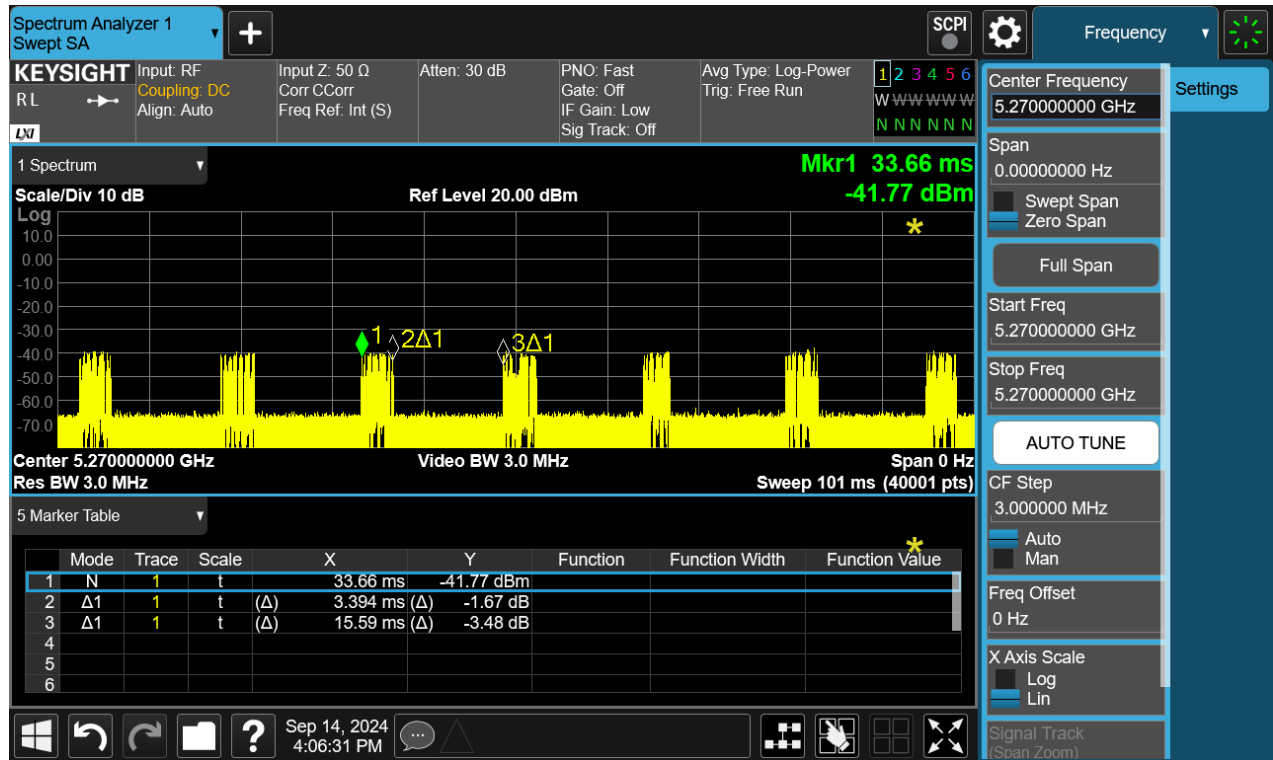 Spectrum Analyzer 1
Swept SA
+
SCPI
Frequency
KEYSIGHT
RL
LXI
Input: RF
Coupling: DC
Align: Auto
Input Z: 50 Ω
Corr CCorr
Freq Ref: Int (S)
Atten: 30 dB
PNO: Fast
Gate: Off
IF Gain: Low
Sig Track: Off
Avg Type: Log-Power
Trig: Free Run
1 2 3 4 5 6
W W W W W W
N N N N N N
1 Spectrum
Mkr1 33.66 ms
-41.77 dBm
Scale/Div 10 dB
Ref Level 20.00 dBm
Log
10.0
0.00
-10.0
-20.0
-30.0
-40.0
-50.0
-60.0
-70.0
*
1
2Δ1
3Δ1
Center 5.270000000 GHz
Video BW 3.0 MHz
Span 0 Hz
Res BW 3.0 MHz
Sweep 101 ms (40001 pts)
5 Marker Table
*
Mode Trace Scale X Y Function Function Width Function Value
1 N 1 t 33.66 ms -41.77 dBm
2 Δ1 1 t (Δ) 3.394 ms (Δ) -1.67 dB
3 Δ1 1 t (Δ) 15.59 ms (Δ) -3.48 dB
4
5
6
?
Sep 14, 2024
4:06:31 PM
Center Frequency
5.270000000 GHz
Span
0.00000000 Hz
Swept Span
Zero Span
Full Span
Start Freq
5.270000000 GHz
Stop Freq
5.270000000 GHz
AUTO TUNE
CF Step
3.000000 MHz
Auto
Man
Freq Offset
0 Hz
X Axis Scale
Log
Lin
Signal Track
(Span Zoom)
Settings